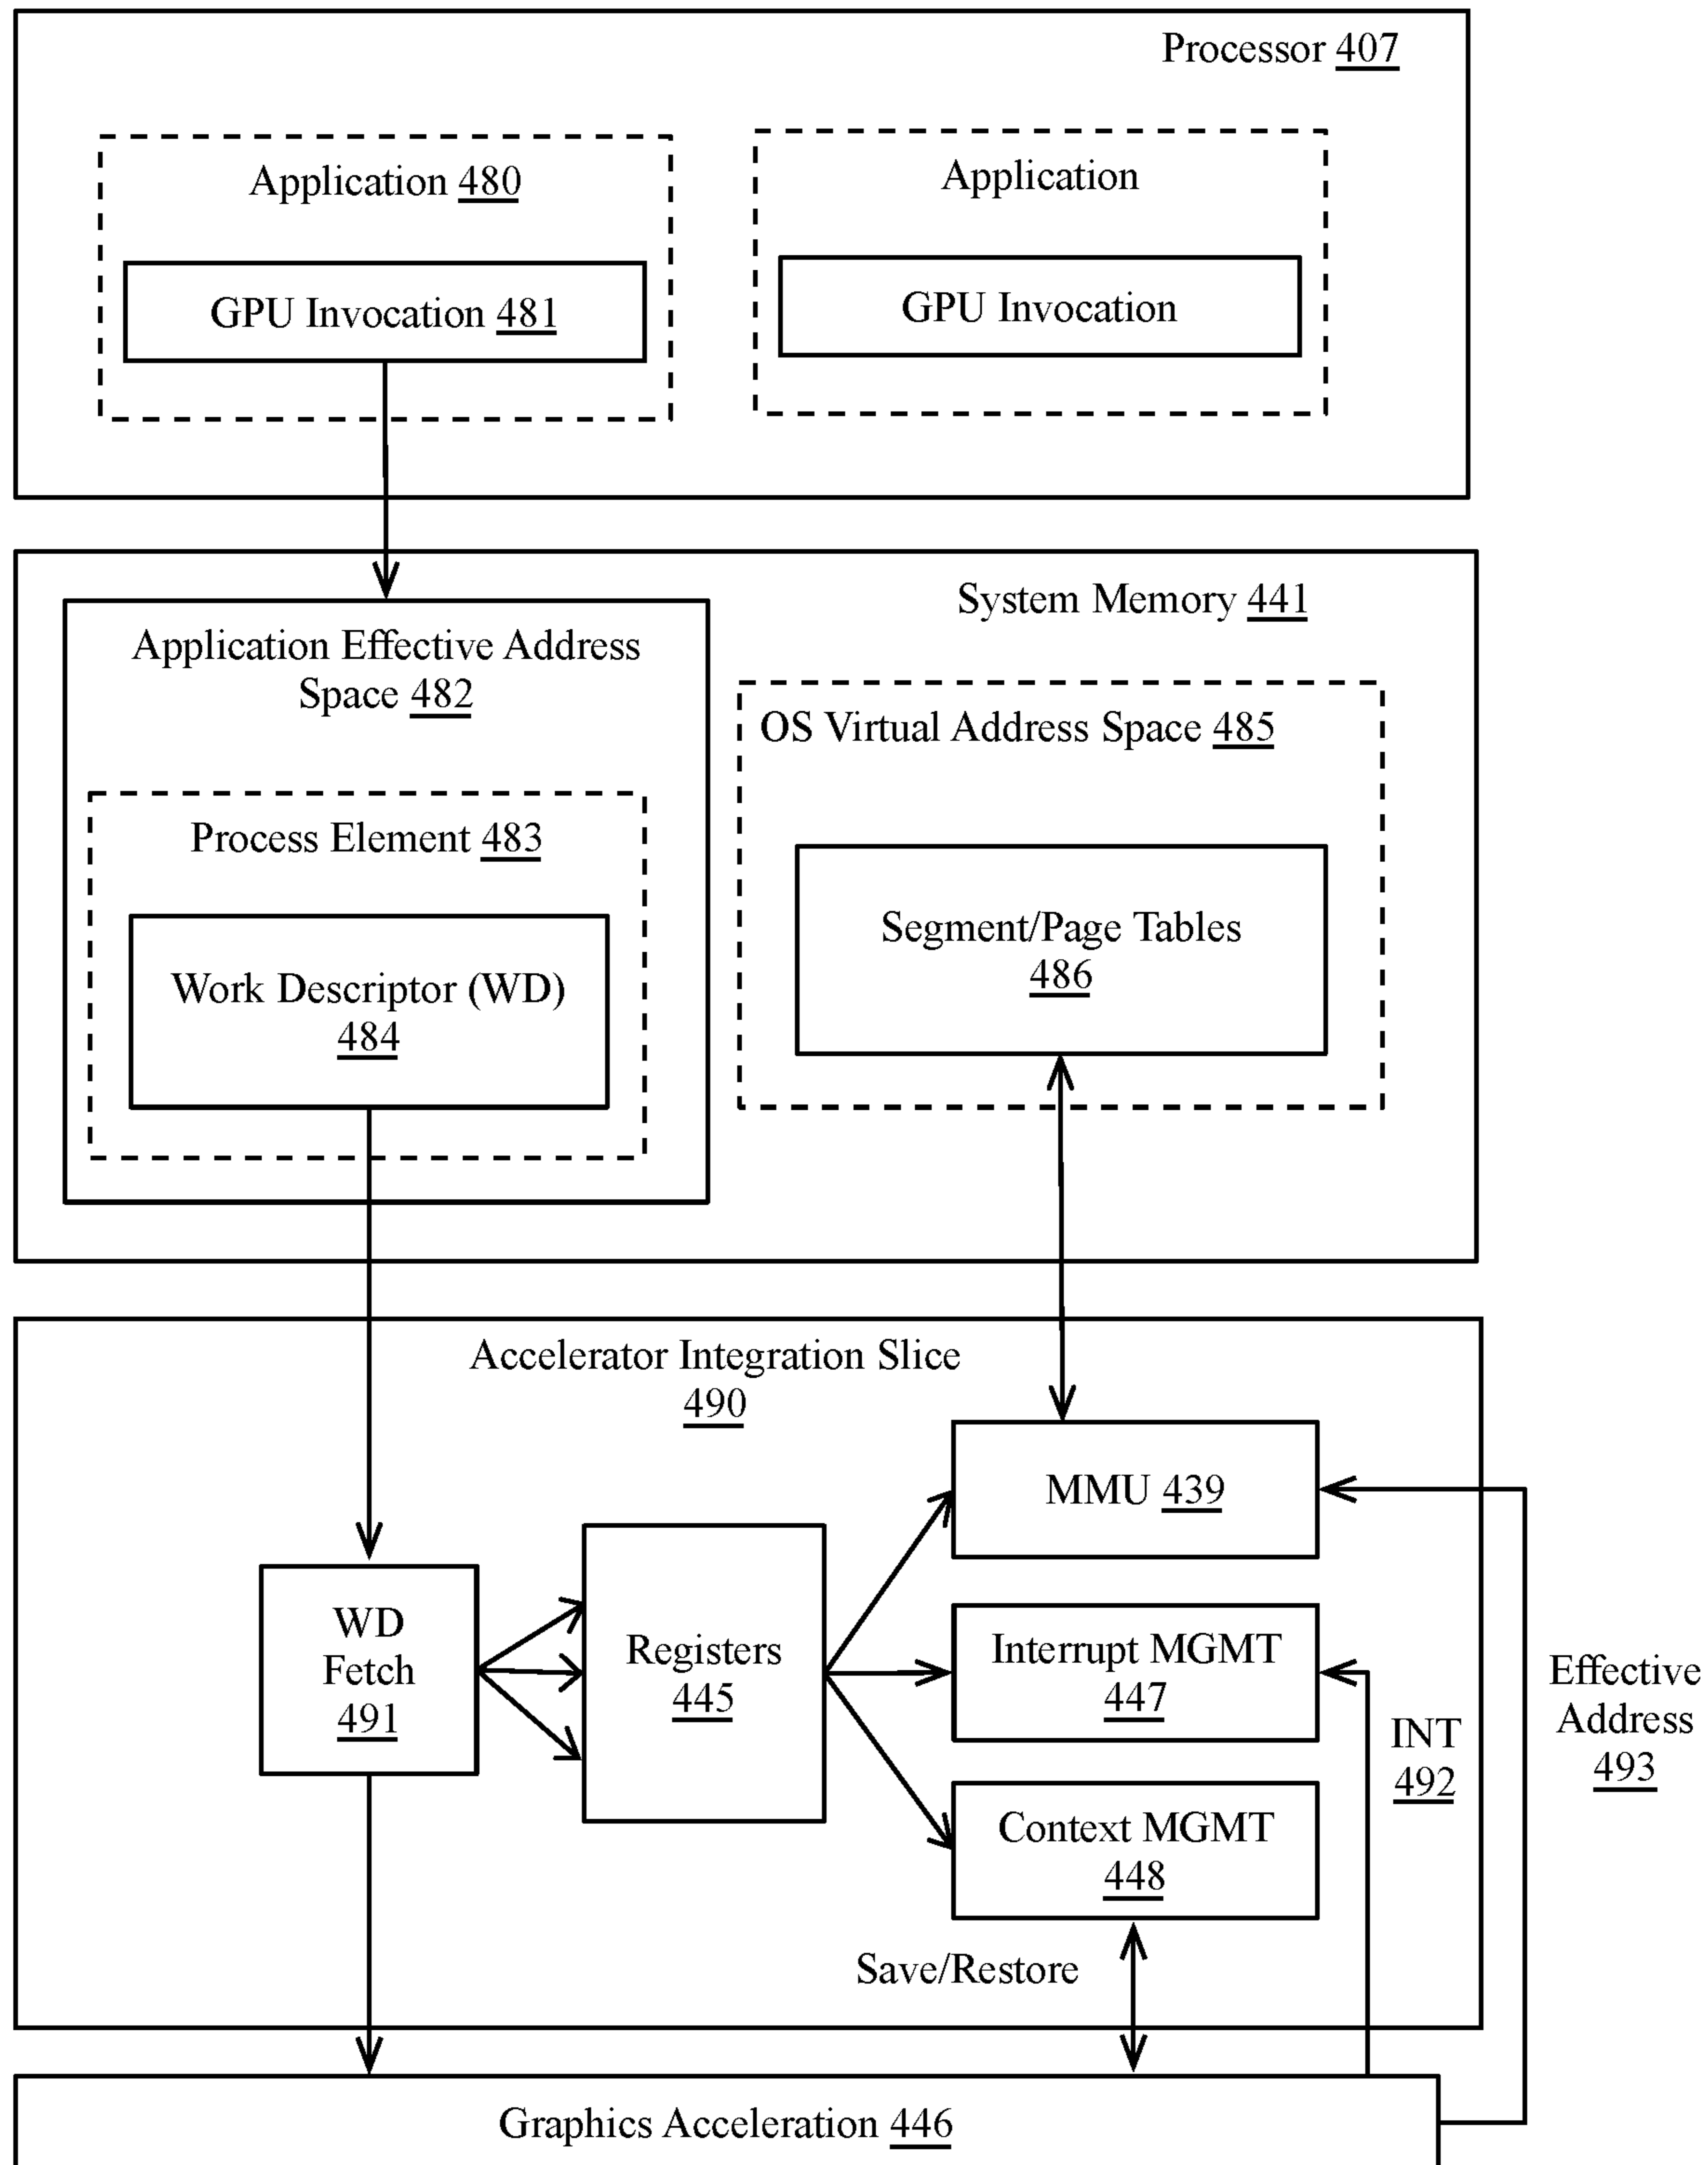 Processor 407
Application 480
Application
GPU Invocation 481
GPU Invocation
System Memory 441
Application Effective Address
Space 482
OS Virtual Address Space 485
Process Element 483
Segment/Page Tables
486
Work Descriptor (WD)
484
Accelerator Integration Slice
490
MMU 439
WD
Fetch
491
Registers
445
Interrupt MGMT
447
Effective
Address
493
INT
492
Context MGMT
448
Save/Restore
Graphics Acceleration 446